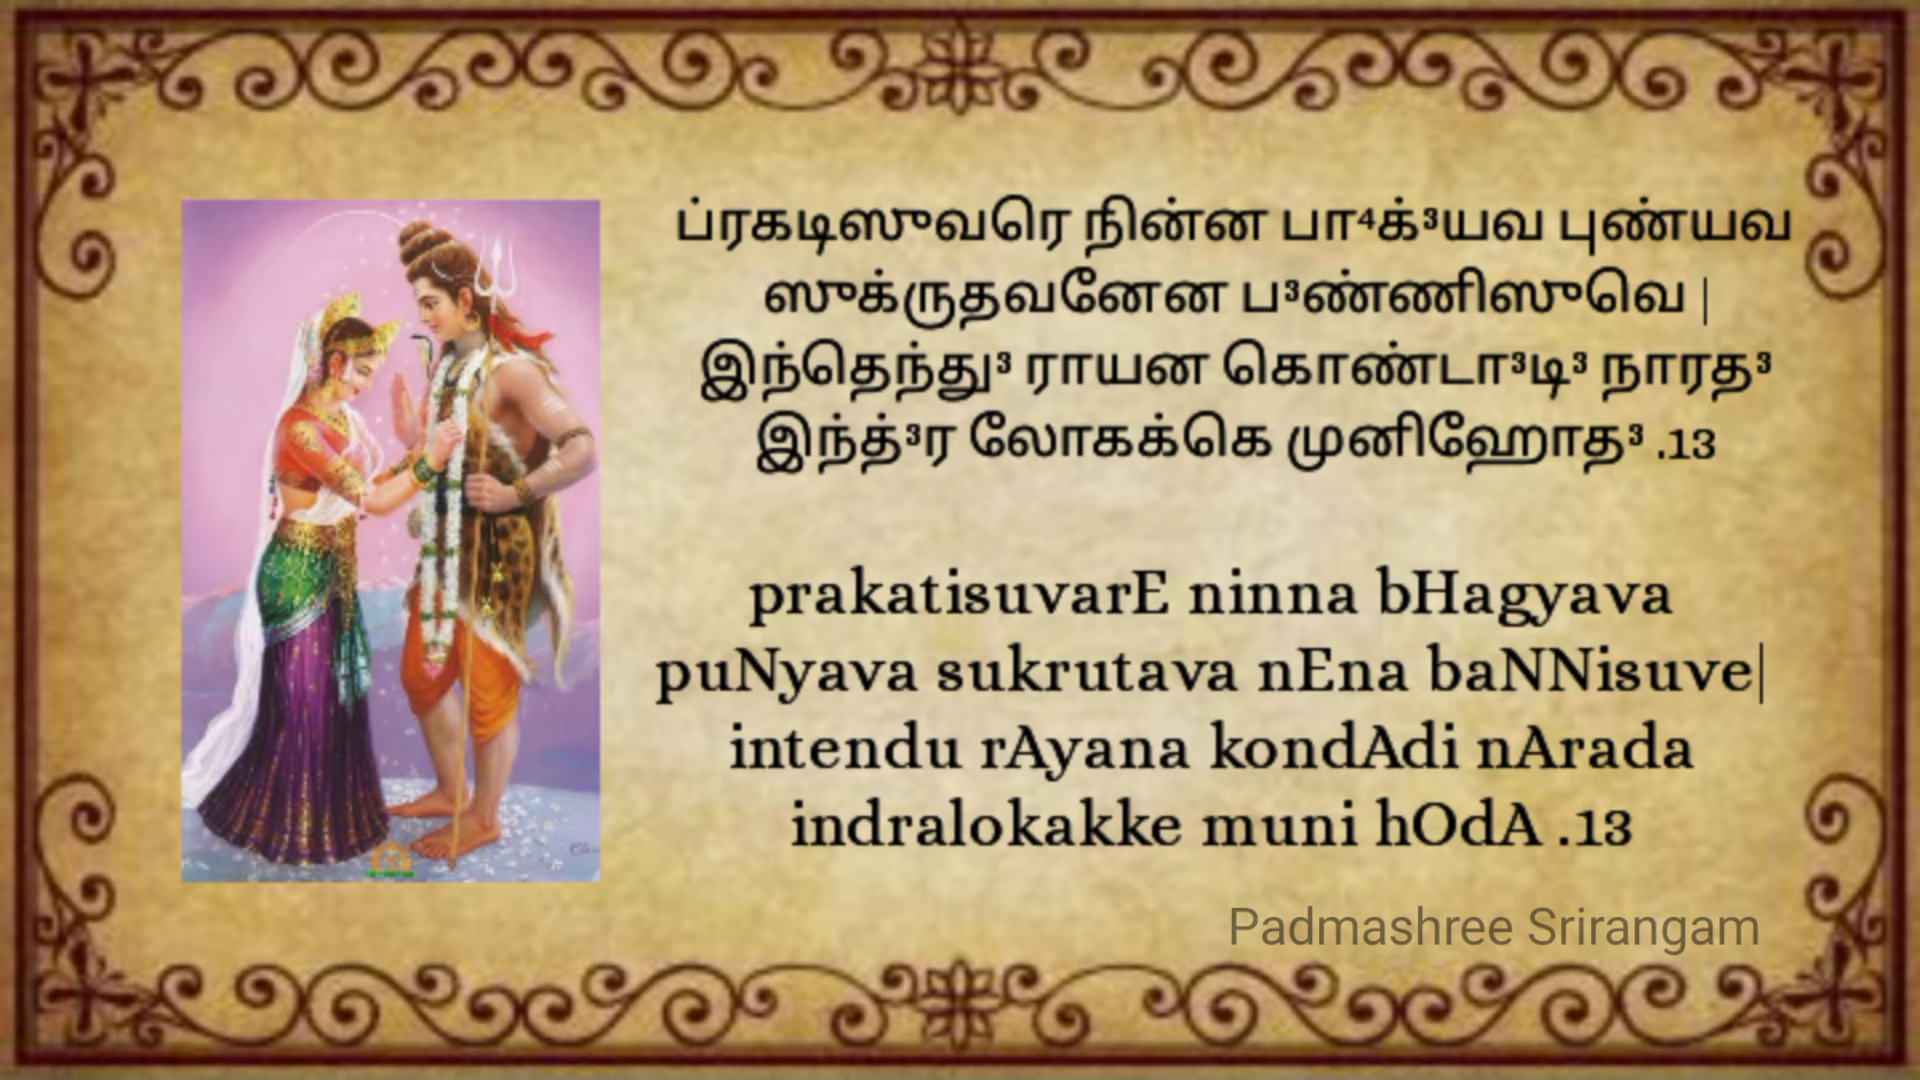 ப்ரகடிஸுவரெ நின்ன பா⁴க்³யவ புண்யவ
ஸுக்ருதவனேன ப³ண்ணிஸுவெ |
இந்தெந்து³ ராயன கொண்டா³டி³ நாரத³
இந்த்³ர லோகக்கெ முனிஹோத³ .13
prakatisuvarE ninna bHagyava
puNyava sukrutava nEna baNNisuve|
intendu rAyana kondAdi nArada
indralokakke muni hOdA .13
Padmashree Srirangam